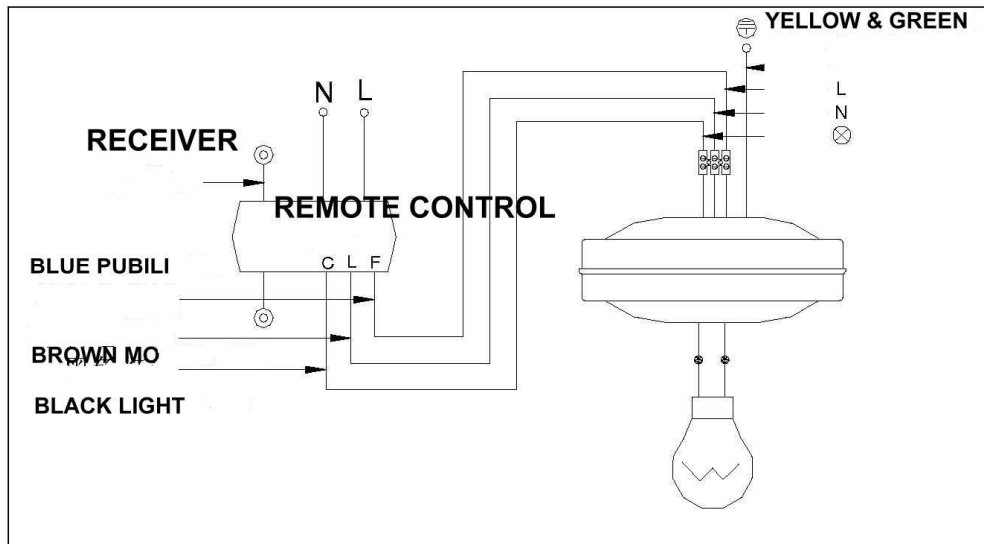 YELLOW & GREEN
N L
L
N
RECEIVER
REMOTE CONTROL
C L F
BLUE PUBILI
BROWN MO
BLACK LIGHT